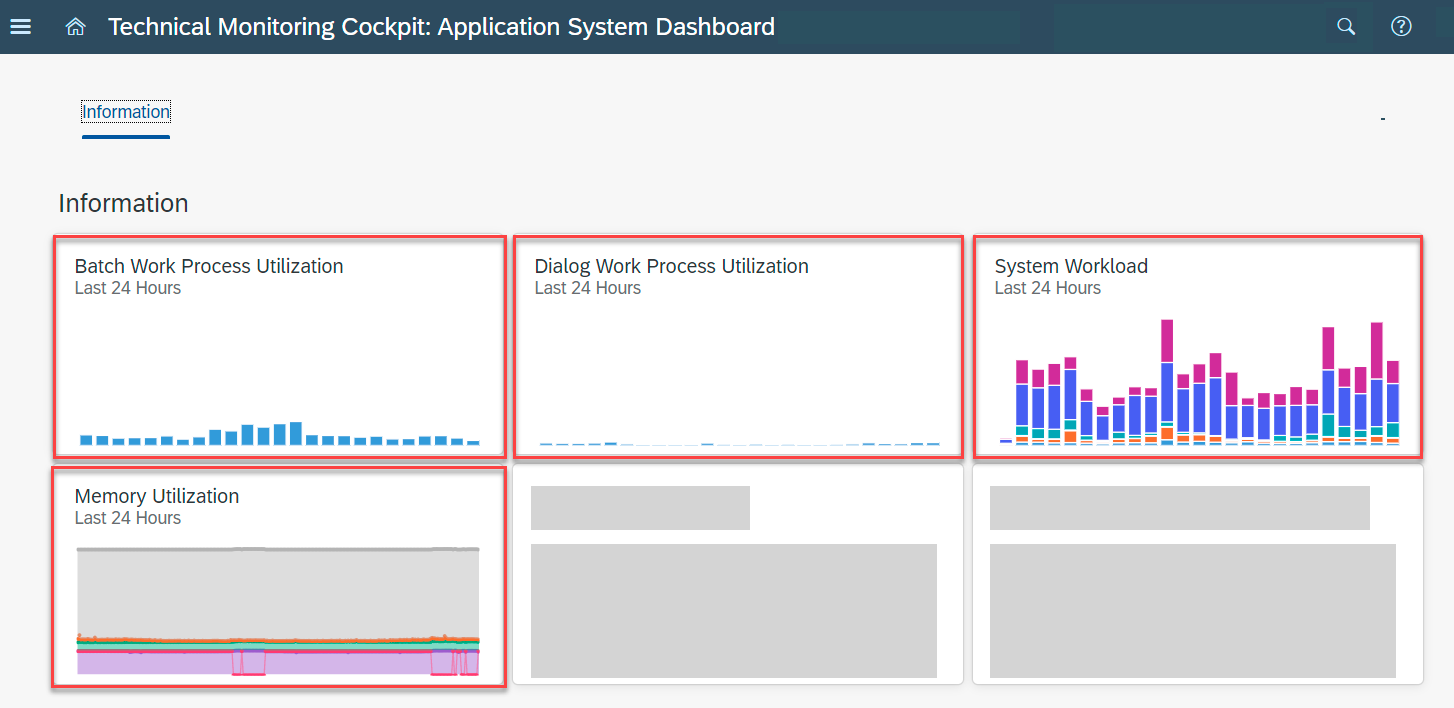 Technical Monitoring Cockpit: Application System Dashboard
Information
Information
Batch Work Process Utilization
Last 24 Hours
Dialog Work Process Utilization
Last 24 Hours
System Workload
Last 24 Hours
Memory Utilization
Last 24 Hours